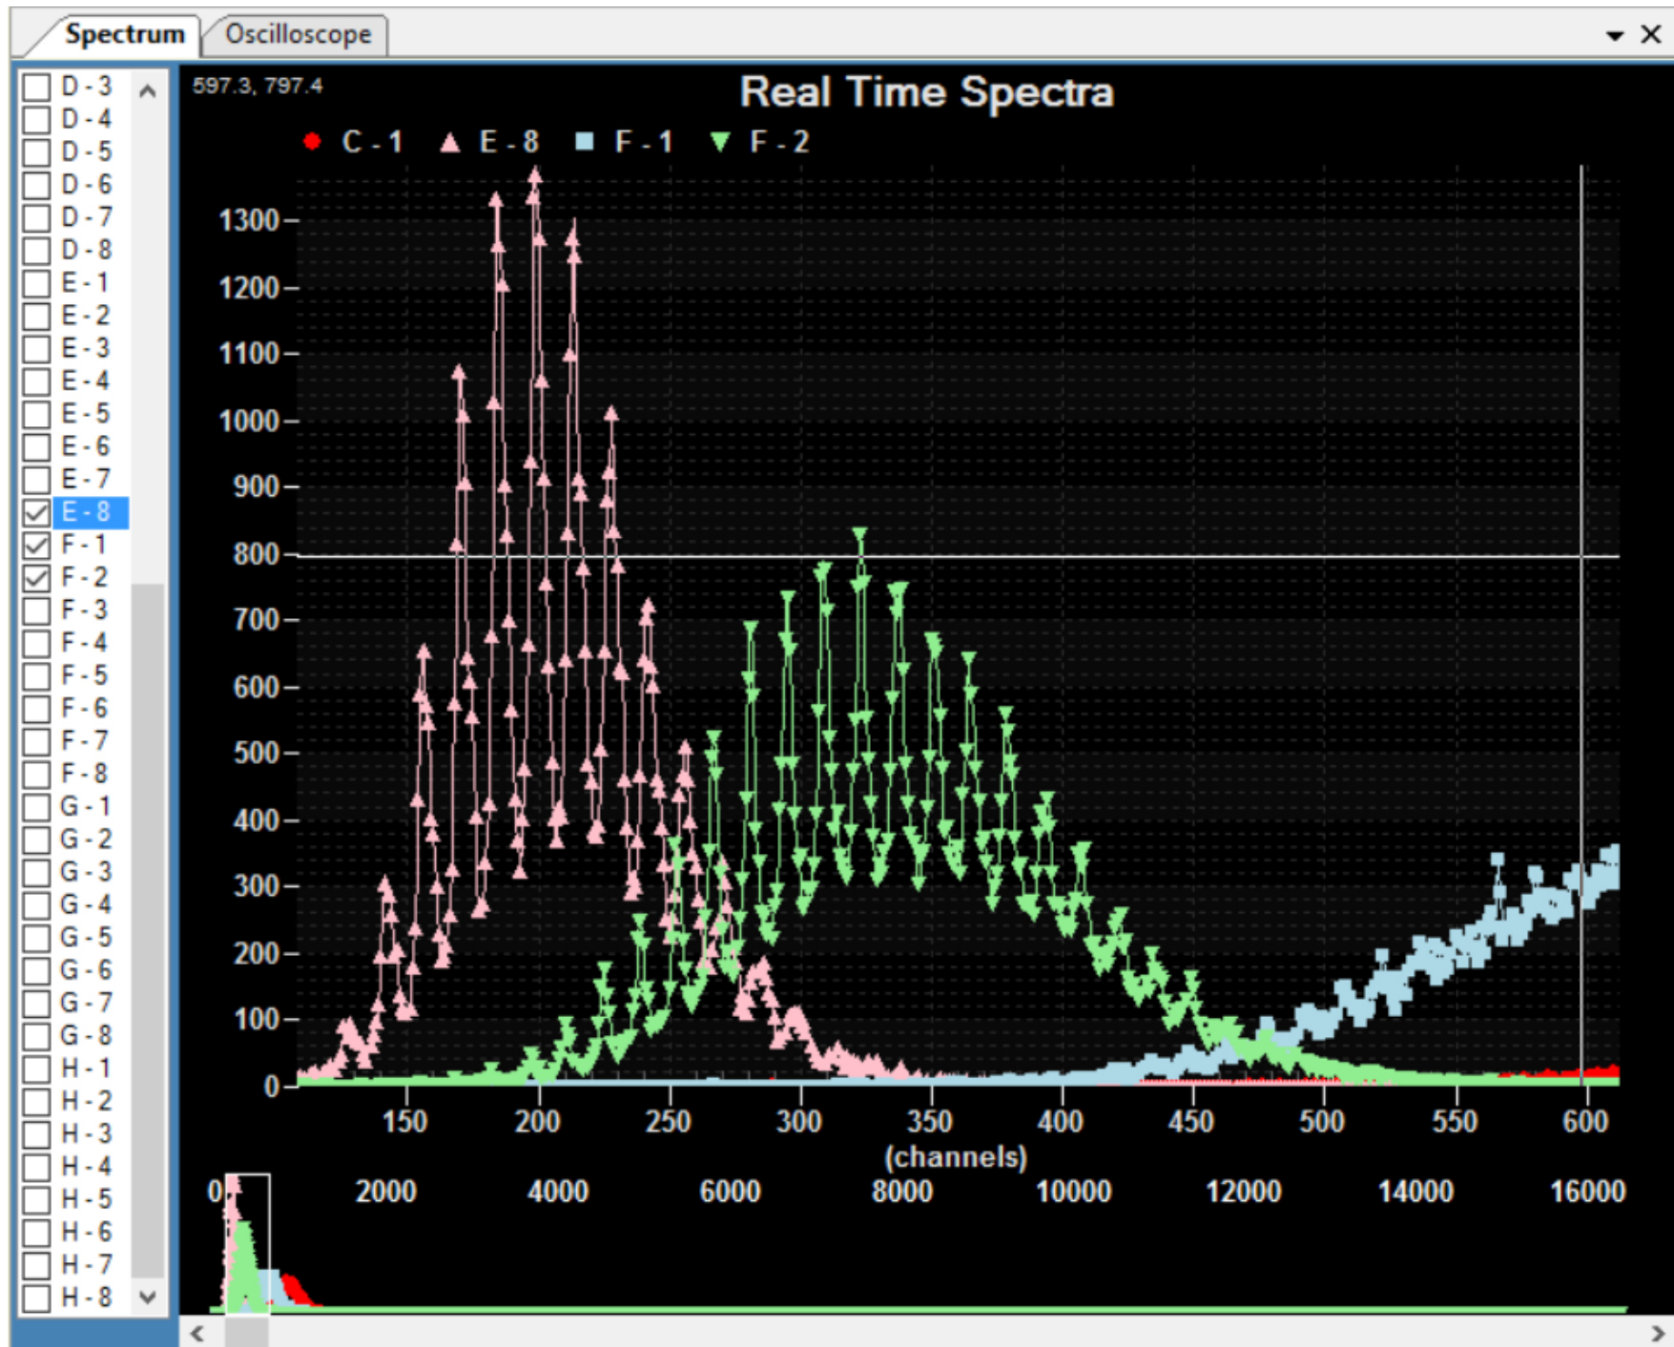 Spectrum Oscilloscope
597.3, 797.4
Real Time Spectra
C - 1 E - 8 F - 1 F - 2
D - 3
D - 4
D - 5
D - 6
D - 7
D - 8
E - 1
E - 2
E - 3
E - 4
E - 5
E - 6
E - 7
E - 8
F - 1
F - 2
F - 3
F - 4
F - 5
F - 6
F - 7
F - 8
G - 1
G - 2
G - 3
G - 4
G - 5
G - 6
G - 7
G - 8
H - 1
H - 2
H - 3
H - 4
H - 5
H - 6
H - 7
H - 8
1300
1200
1100
1000
900
800
700
600
500
400
300
200
100
0
150 200 250 300 350 400 450 500 550 600
(channels)
0 2000 4000 6000 8000 10000 12000 14000 16000